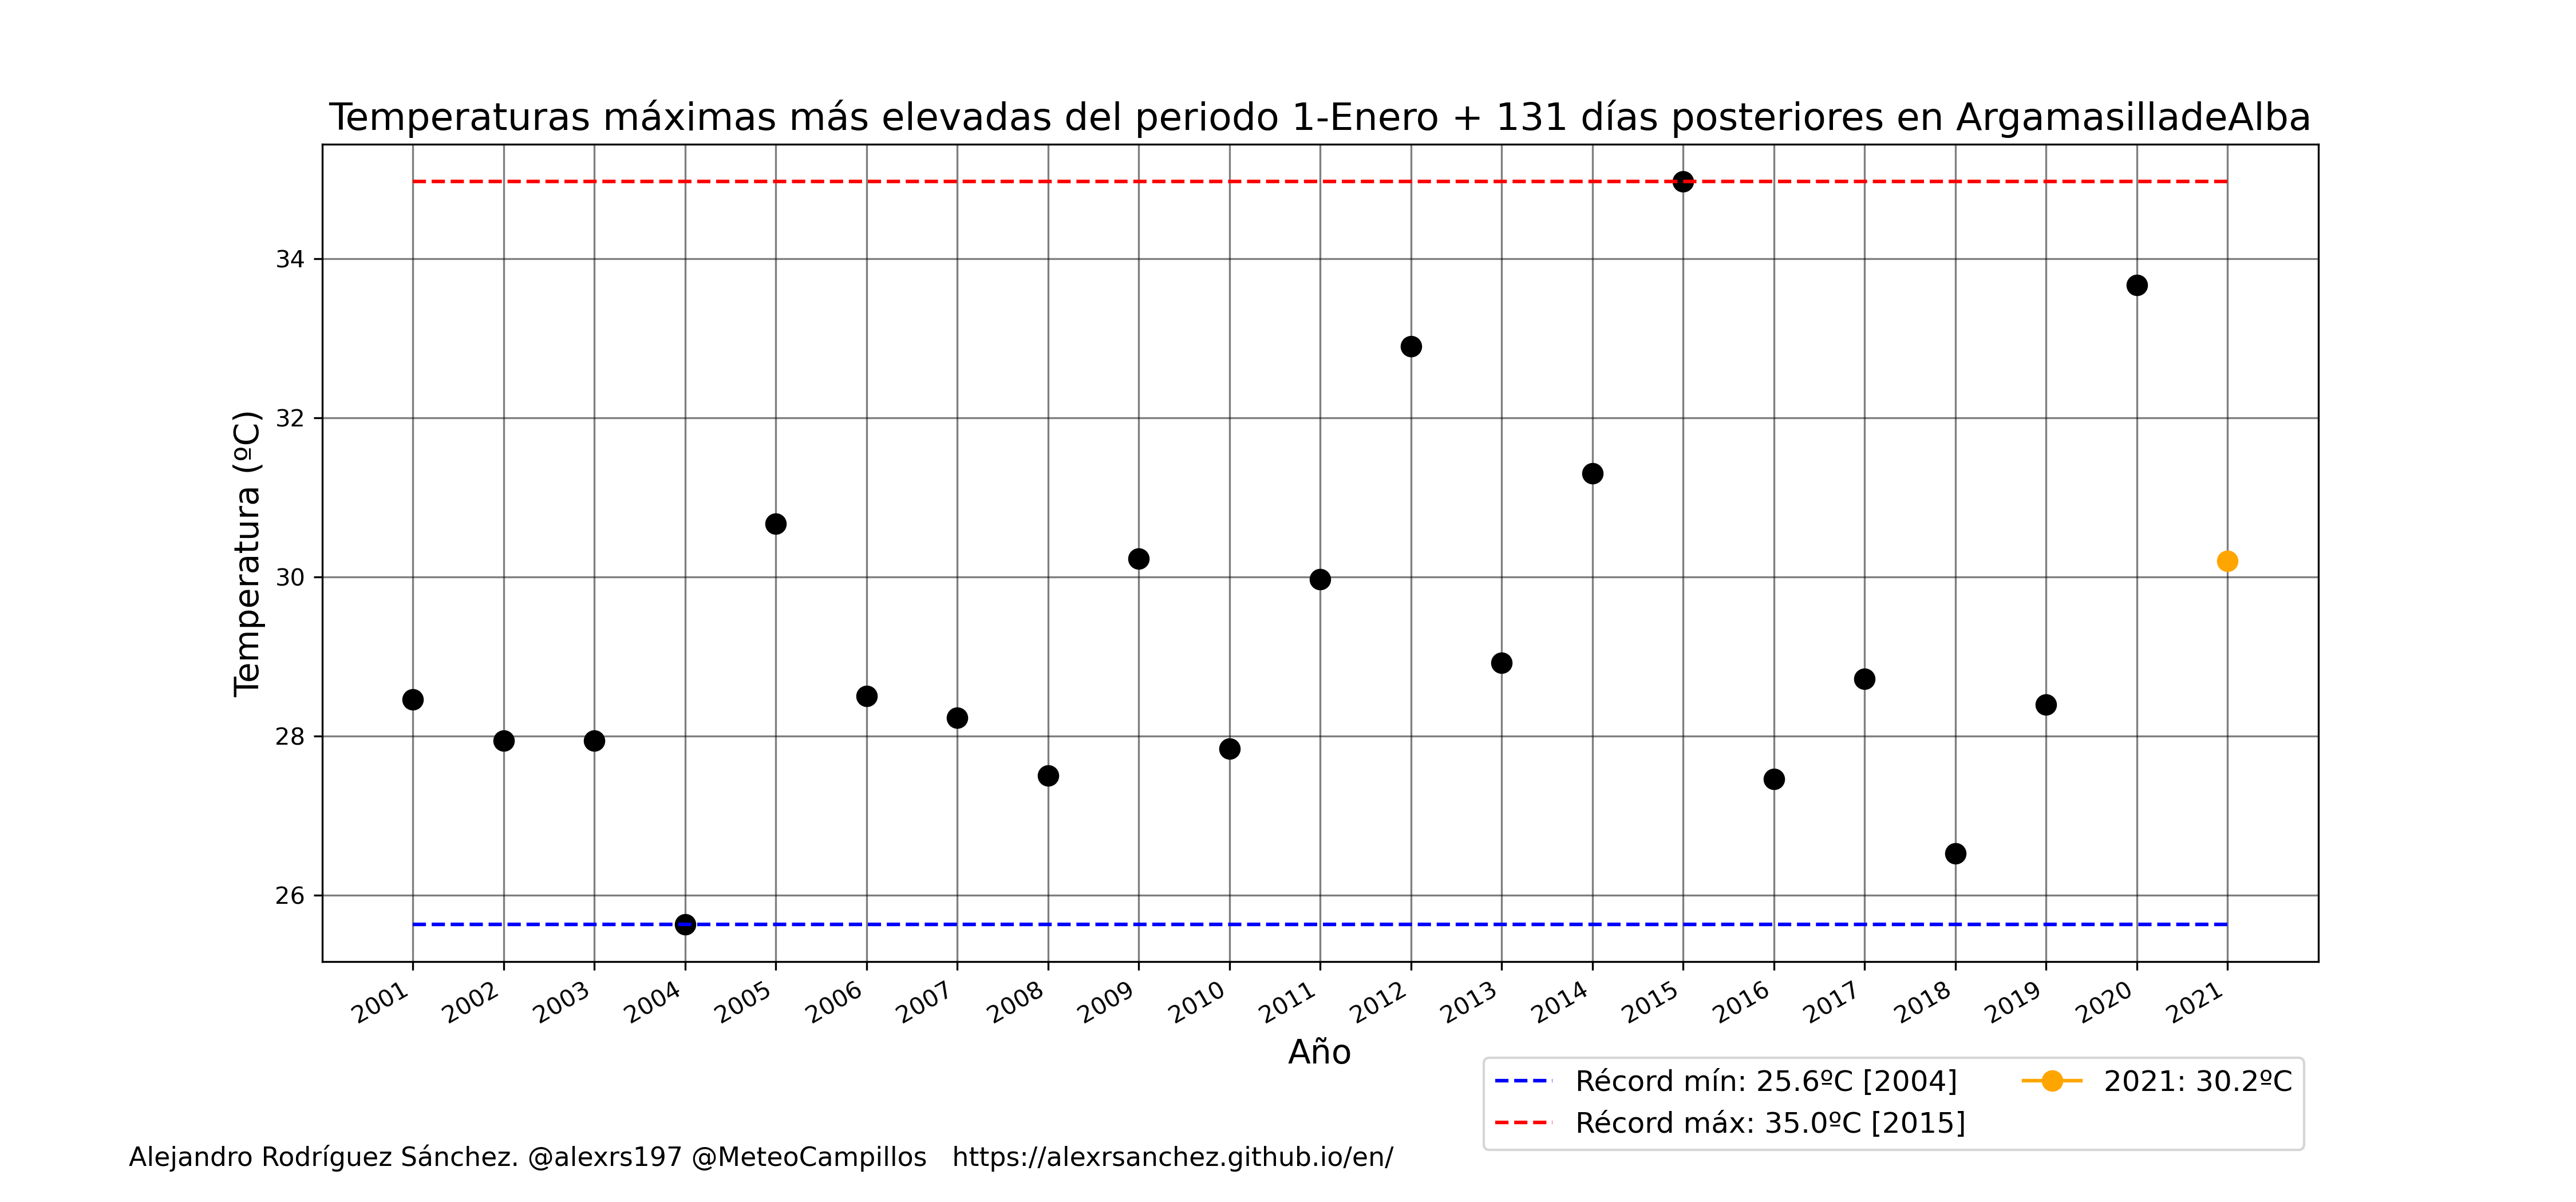 Temperaturas máximas más elevadas del periodo 1-Enero + 131 días posteriores en ArgamasilladeAlba
Temperatura (ºC)
34
32
30
28
26
2001 2002 2003 2004 2005 2006 2007 2008 2009 2010 2011 2012 2013 2014 2015 2016 2017 2018 2019 2020 2021
Año
Récord mín: 25.6ºC [2004]
Récord máx: 35.0ºC [2015]
2021: 30.2ºC
Alejandro Rodríguez Sánchez. @alexrs197 @MeteoCampillos https://alexrsanchez.github.io/en/